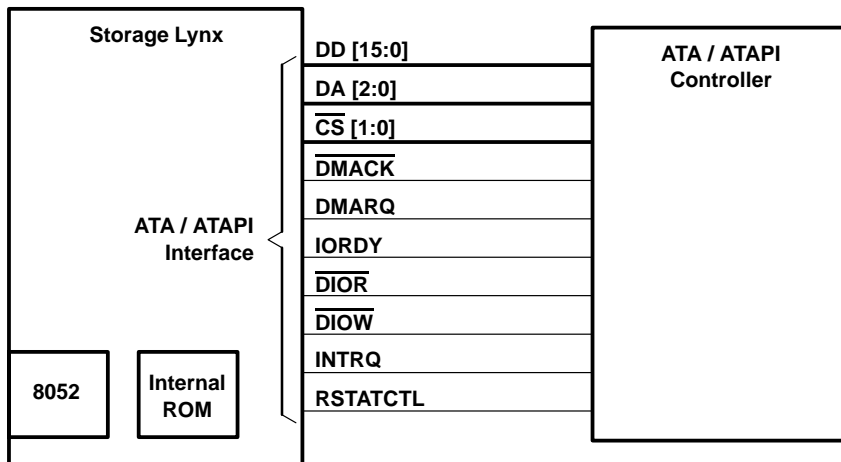 Storage Lynx
DD [15:0]
DA [2:0]
CS [1:0]
DMACK
DMARQ
IORDY
DIOR
DIOW
INTRQ
RSTATCTL
ATA / ATAPI
Interface
8052
Internal
ROM
ATA / ATAPI
Controller